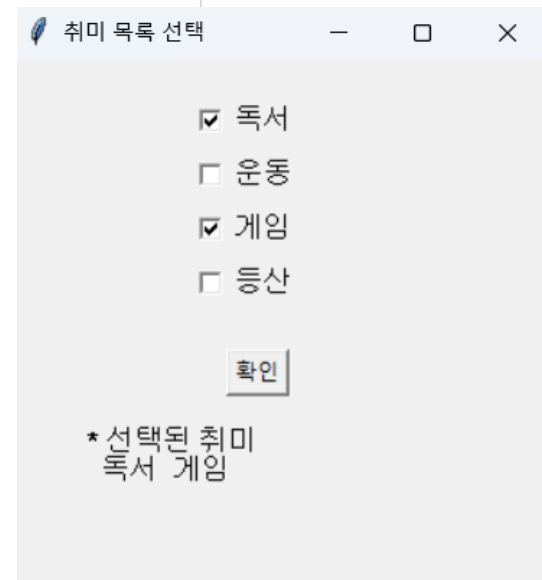 취미 목록 선택
독서
운동
게임
등산
확인
* 선택된 취미
독서 게임